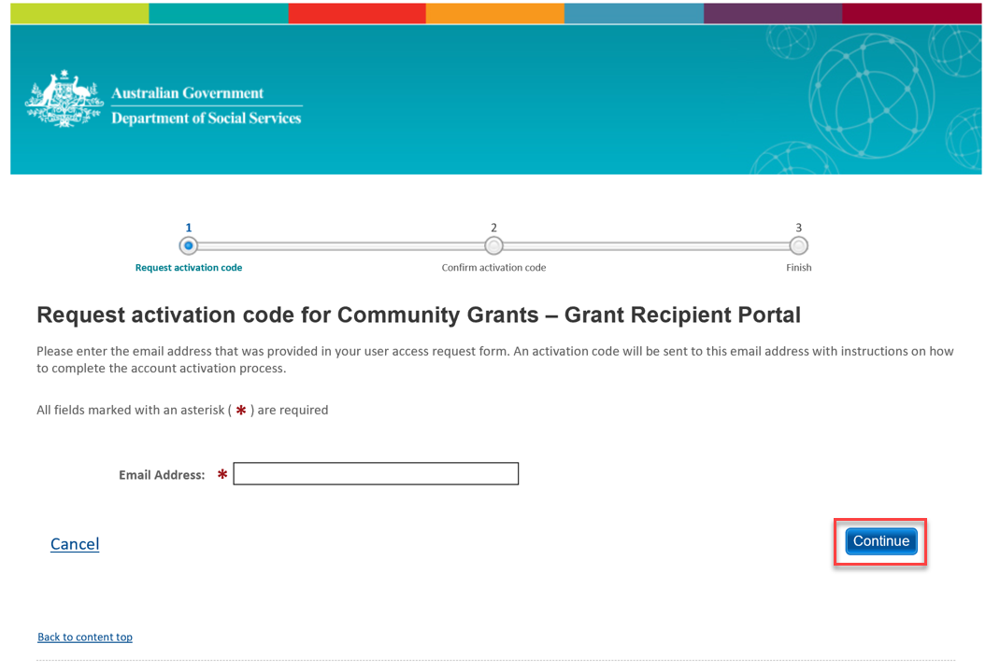 Australian Government
Department of Social Services
1
2
3
Request activation code
Confirm activation code
Finish
Request activation code for Community Grants – Grant Recipient Portal
Please enter the email address that was provided in your user access request form. An activation code will be sent to this email address with instructions on how
to complete the account activation process.
All fields marked with an asterisk ( * ) are required
Email Address: *
Cancel
Continue
Back to content top